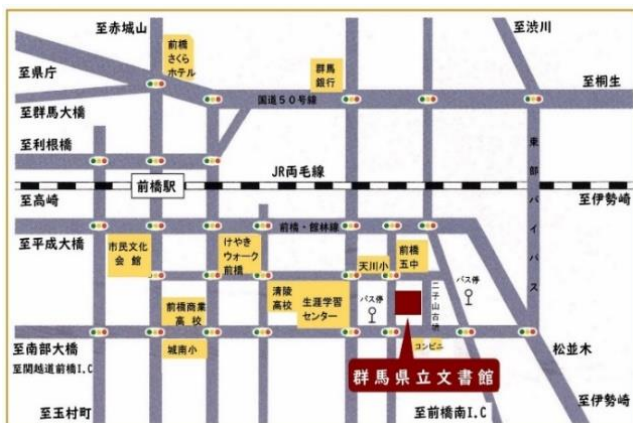 至赤城山
至渋川
前橋
さくら
ホテル
群馬
銀行
至県庁
至桐生
国道50号線
至群馬大橋
至利根橋
東部バイパス
JR両毛線
前橋駅
至高崎
至伊勢崎
前橋・館林線
至平成大橋
市民文化
会館
けやき
ウォーク
前橋
天川小
前橋
五中
バス停
清陵
高校
生涯学習
センター
バス停
二子山古墳
前橋商業
高校
至南部大橋
城南小
コンビニ
松並木
至関越道前橋I.C
群馬県立文書館
至伊勢崎
至玉村町
至前橋南I.C